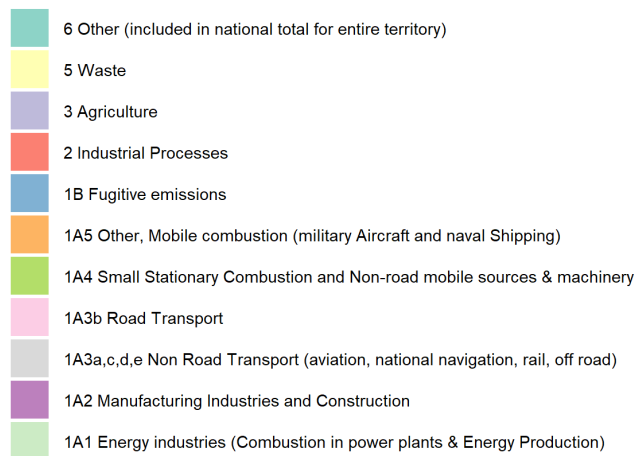 6 Other (included in national total for entire territory)
5 Waste
3 Agriculture
2 Industrial Processes
1B Fugitive emissions
1A5 Other, Mobile combustion (military Aircraft and naval Shipping)
1A4 Small Stationary Combustion and Non-road mobile sources & machinery
1A3b Road Transport
1A3a,c,d,e Non Road Transport (aviation, national navigation, rail, off road)
1A2 Manufacturing Industries and Construction
1A1 Energy industries (Combustion in power plants & Energy Production)